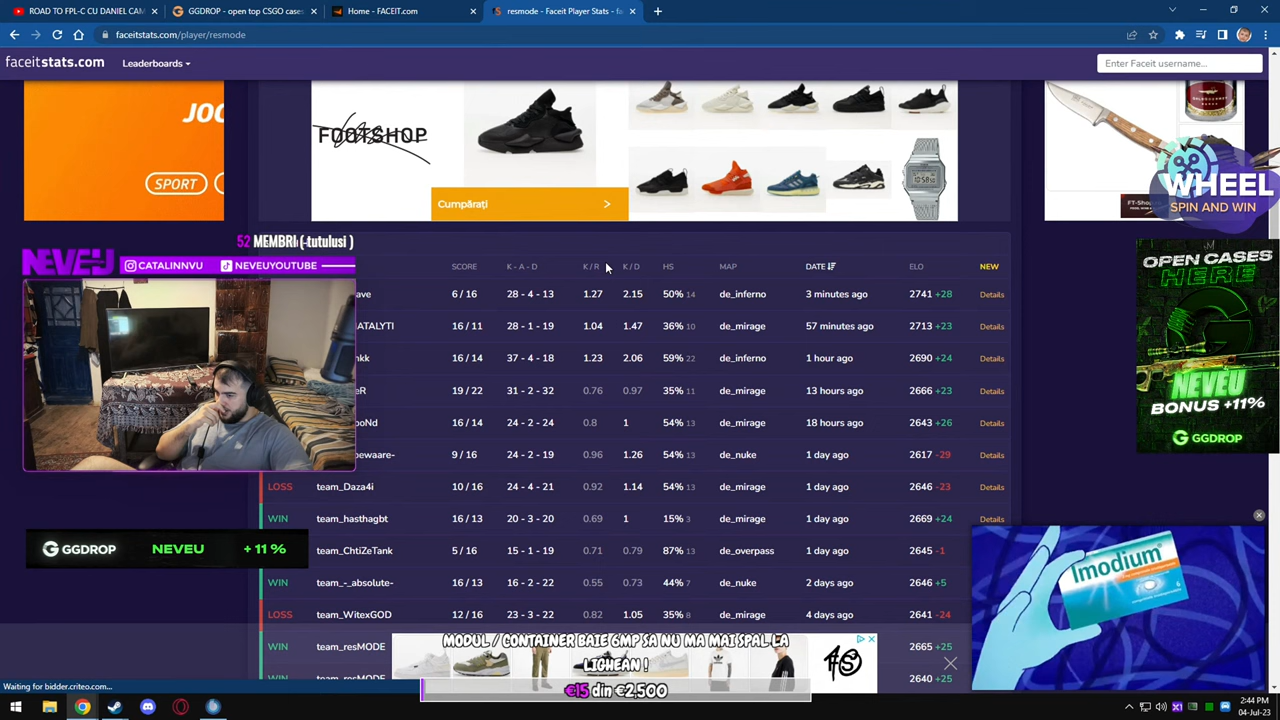 ROAD TO FPL-C CU DANIEL CAM
GGDROP - open top CSGO cases
Home - FACEIT.com
resmode - Faceit Player Stats - fa
faceitstats.com/player/resmode
faceitstats.com
Leaderboards
Enter Faceit username...
SPORT
FOOTSHOP
Cumpărați
WHEEL
SPIN AND WIN
52 MEMBRI (-tutulusi )
NEVEU
CATALINNVU
NEVEUYOUTUBE
SCORE K - A - D K / R K / D HS MAP DATE ELO NEW
ave 6 / 16 28 - 4 - 13 1.27 2.15 50% 14 de_inferno 3 minutes ago 2741 +28 Details
ATALYTI 16 / 11 28 - 1 - 19 1.04 1.47 36% 10 de_mirage 57 minutes ago 2713 +23 Details
nkk 16 / 14 37 - 4 - 18 1.23 2.06 59% 22 de_inferno 1 hour ago 2690 +24 Details
eR 19 / 22 31 - 2 - 32 0.76 0.97 35% 11 de_mirage 13 hours ago 2666 +23 Details
oNd 16 / 14 24 - 2 - 24 0.8 1 54% 13 de_mirage 18 hours ago 2643 +26 Details
beware- 9 / 16 24 - 2 - 19 0.96 1.26 54% 13 de_nuke 1 day ago 2617 -29 Details
LOSS team_Daza4i 10 / 16 24 - 4 - 21 0.92 1.14 54% 13 de_mirage 1 day ago 2646 -23 Details
WIN team_hasthagbt 16 / 13 20 - 3 - 20 0.69 1 15% 3 de_mirage 1 day ago 2669 +24 Details
team_ChtiZeTank 5 / 16 15 - 1 - 19 0.71 0.79 87% 13 de_overpass 1 day ago 2645 -1
WIN team_-_absolute- 16 / 13 16 - 2 - 22 0.55 0.73 44% 7 de_nuke 2 days ago 2646 +5
LOSS team_WitexGOD 12 / 16 23 - 3 - 22 0.82 1.05 35% 8 de_mirage 4 days ago 2641 -24
WIN team_resMODE 2665 +25
team_resMODE 2640 +25
OPEN CASES
HERE
NEVEU
BONUS +11%
GGDROP
GGDROP NEVEU + 11 %
Imodium
MODUL / CONTAINER BAIE 6MP SA NU MA MAI SPAL LA
LIGHEAN !
€15 din €2,500
Waiting for bidder.criteo.com...
2:44 PM
04-Jul-23